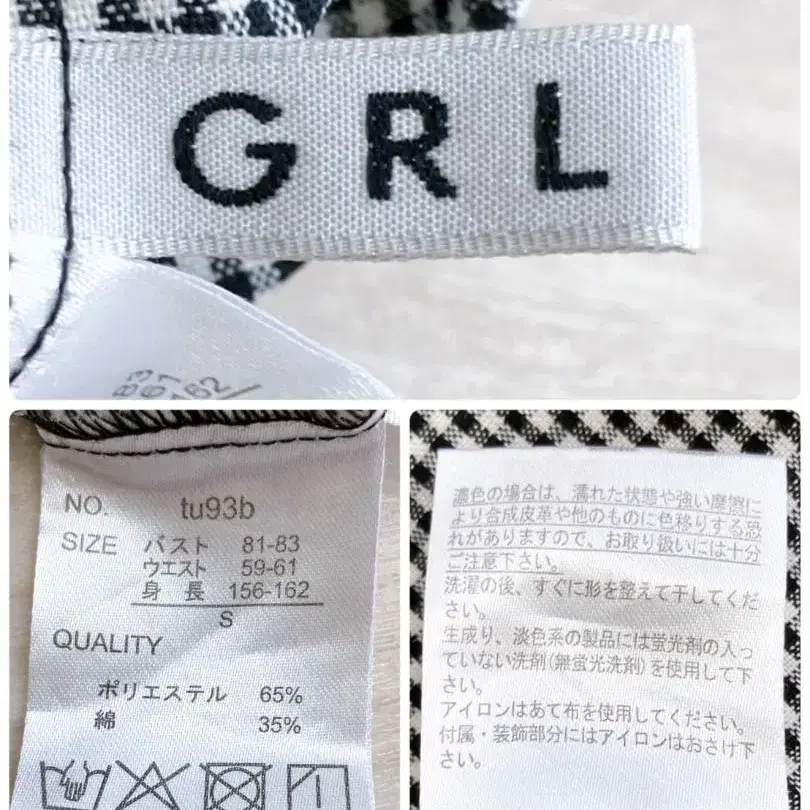 GRL
83
61
162
NO. tu93b
SIZE バスト 81-83
ウエスト 59-61
身 長 156-162
S
QUALITY
ポリエステル 65%
綿 35%
濃色の場合は、濡れた状態や強い摩擦に
より合成皮革や他のものに色移りする恐
れがありますので、お取り扱いには十分
ご注意下さい。
洗濯の後、すぐに形を整えて干してくだ
さい。
生成り、淡色系の製品には蛍光剤の入っ
ていない洗剤(無蛍光洗剤)を使用して下
さい。
アイロンはあて布を使用してください。
付属・装飾部分にはアイロンはおさけ下
さい。